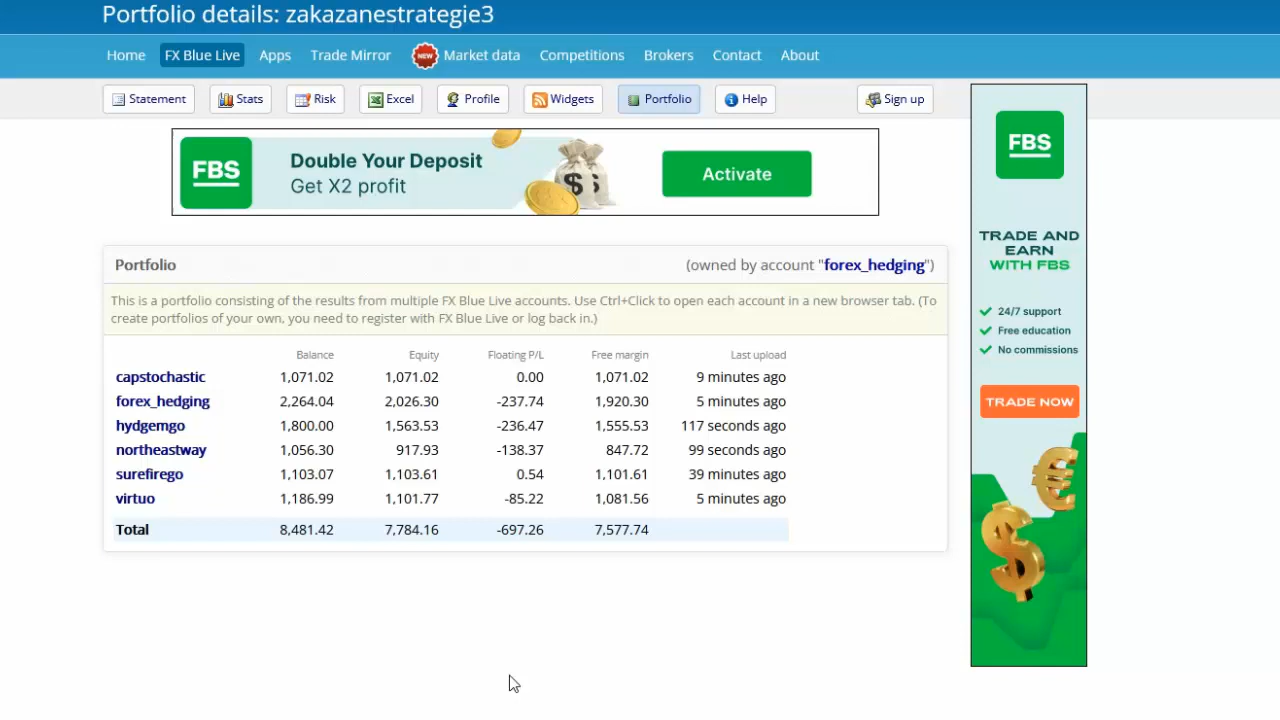 Portfolio details: zakazanestrategie3
Home FX Blue Live Apps Trade Mirror NEW Market data Competitions Brokers Contact About
Statement Stats Risk Excel Profile Widgets Portfolio Help Sign up
FBS
Double Your Deposit
Get X2 profit
Activate
FBS
TRADE AND
EARN
WITH FBS
24/7 support
Free education
No commissions
TRADE NOW
Portfolio (owned by account "forex_hedging")
This is a portfolio consisting of the results from multiple FX Blue Live accounts. Use Ctrl+Click to open each account in a new browser tab. (To
create portfolios of your own, you need to register with FX Blue Live or log back in.)
Balance Equity Floating P/L Free margin Last upload
capstochastic 1,071.02 1,071.02 0.00 1,071.02 9 minutes ago
forex_hedging 2,264.04 2,026.30 -237.74 1,920.30 5 minutes ago
hydgemgo 1,800.00 1,563.53 -236.47 1,555.53 117 seconds ago
northeastway 1,056.30 917.93 -138.37 847.72 99 seconds ago
surefirego 1,103.07 1,103.61 0.54 1,101.61 39 minutes ago
virtuo 1,186.99 1,101.77 -85.22 1,081.56 5 minutes ago
Total 8,481.42 7,784.16 -697.26 7,577.74